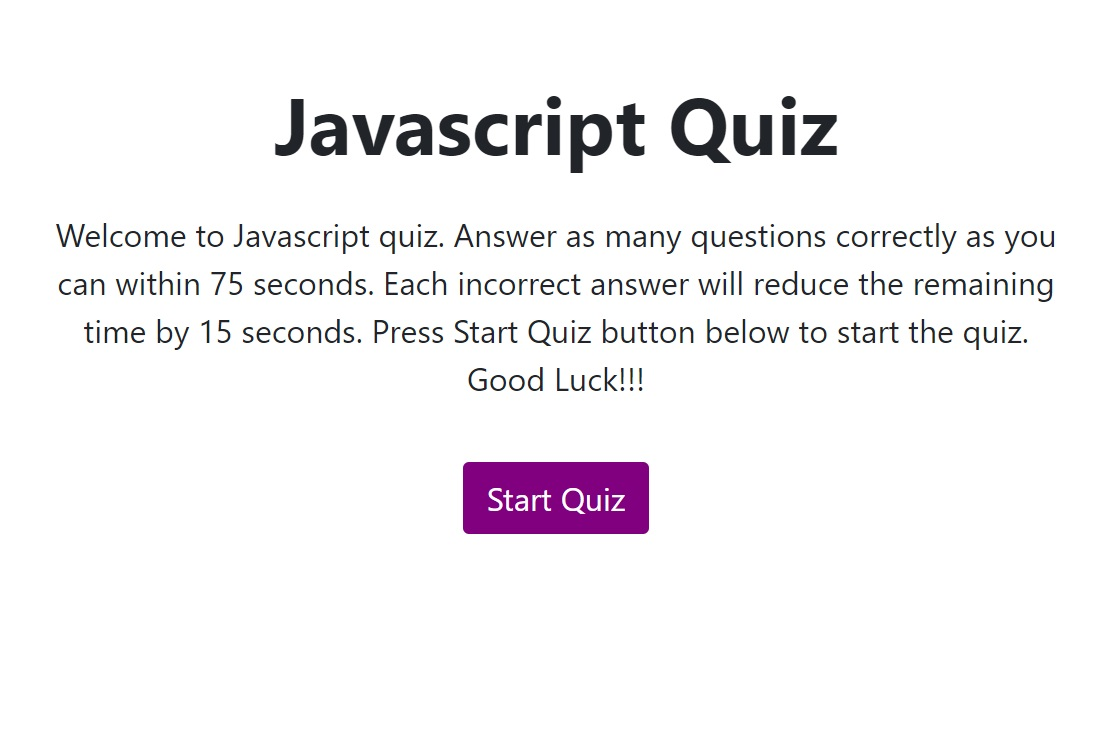 Javascript Quiz
Welcome to Javascript quiz. Answer as many questions correctly as you
can within 75 seconds. Each incorrect answer will reduce the remaining
time by 15 seconds. Press Start Quiz button below to start the quiz.
Good Luck!!!
Start Quiz